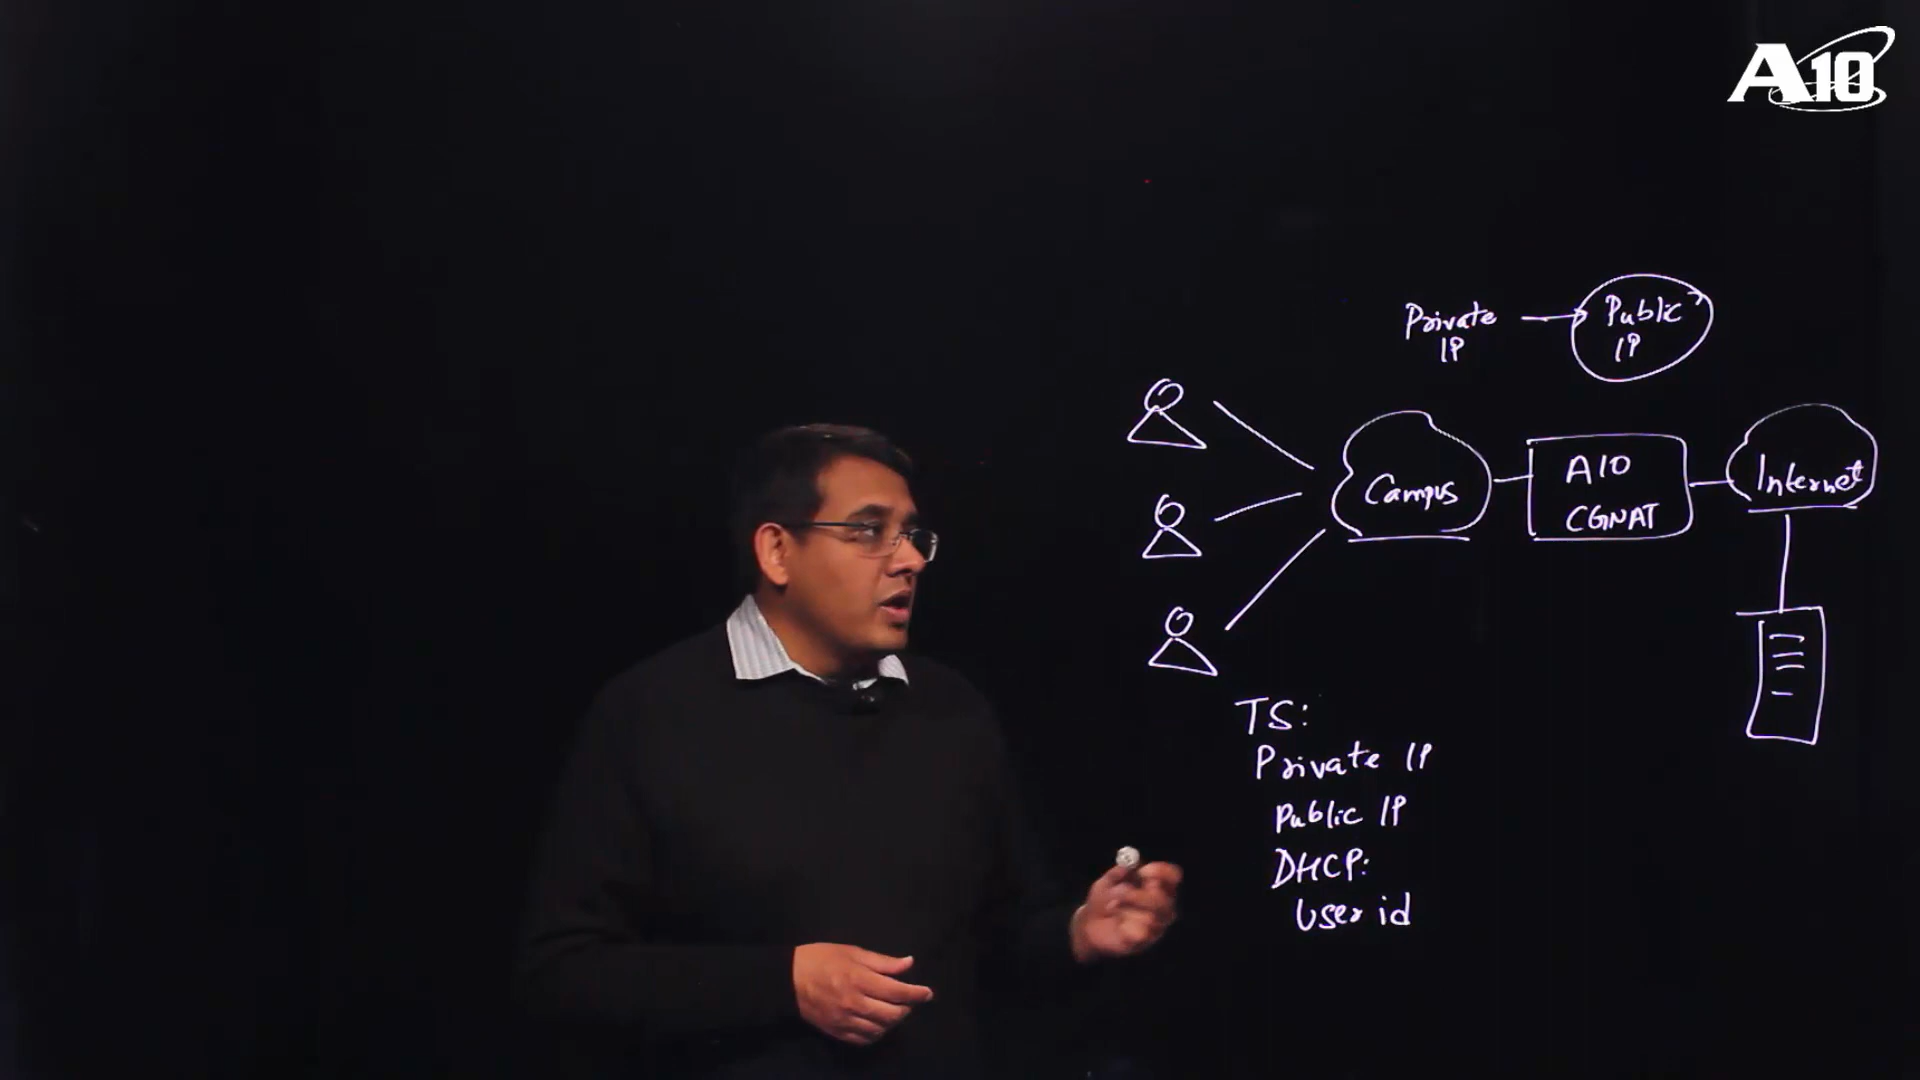 A10
Private
IP
Public
IP
Campus
A10
CGNAT
Internet
TS:
Private IP
Public IP
DHCP:
User id